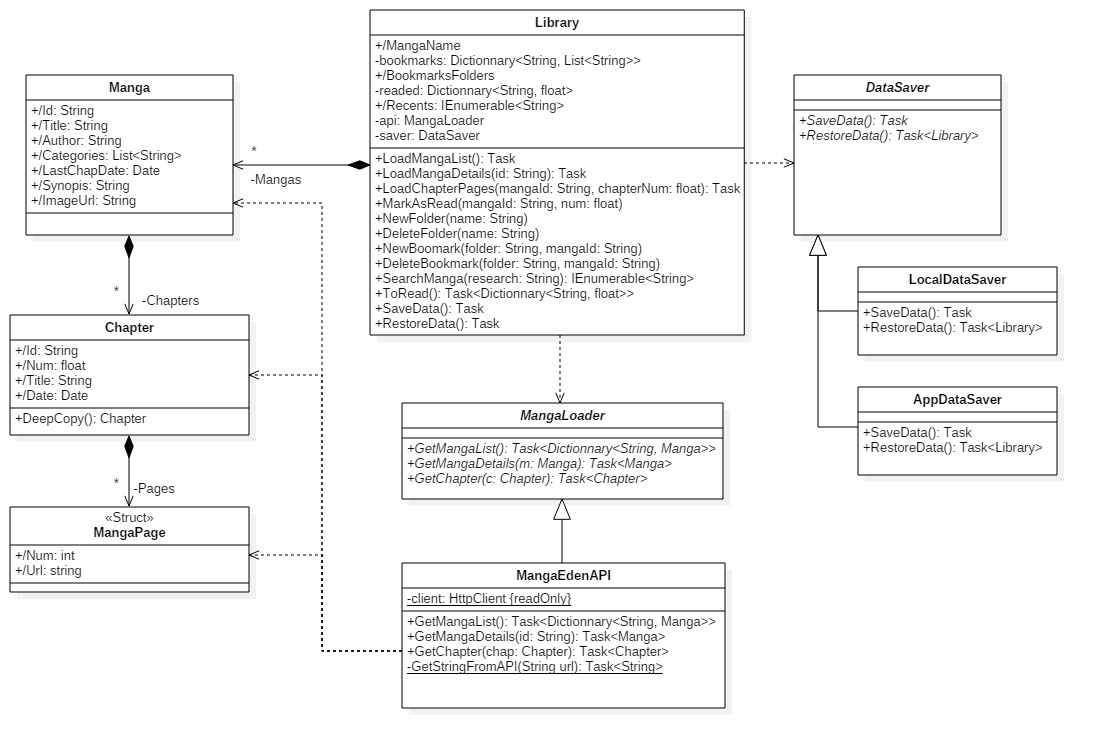 Library
+/MangaName
-bookmarks: Dictionnary<String, List<String>>
+/BookmarksFolders
-readed: Dictionnary<String, float>
+/Recents: IEnumerable<String>
-api: MangaLoader
-saver: DataSaver
+LoadMangaList(): Task
+LoadMangaDetails(id: String): Task
+LoadChapterPages(mangaId: String, chapterNum: float): Task
+MarkAsRead(mangaId: String, num: float)
+NewFolder(name: String)
+DeleteFolder(name: String)
+NewBoomark(folder: String, mangaId: String)
+DeleteBookmark(folder: String, mangaId: String)
+SearchManga(research: String): IEnumerable<String>
+ToRead(): Task<Dictionnary<String, float>>
+SaveData(): Task
+RestoreData(): Task
Manga
+/Id: String
+/Title: String
+/Author: String
+/Categories: List<String>
+/LastChapDate: Date
+/Synopis: String
+/ImageUrl: String
*
-Mangas
DataSaver
+SaveData(): Task
+RestoreData(): Task<Library>
LocalDataSaver
+SaveData(): Task
+RestoreData(): Task<Library>
AppDataSaver
+SaveData(): Task
+RestoreData(): Task<Library>
*
-Chapters
Chapter
+/Id: String
+/Num: float
+/Title: String
+/Date: Date
+DeepCopy(): Chapter
*
-Pages
«Struct»
MangaPage
+/Num: int
+/Url: string
MangaLoader
+GetMangaList(): Task<Dictionnary<String, Manga>>
+GetMangaDetails(m: Manga): Task<Manga>
+GetChapter(c: Chapter): Task<Chapter>
MangaEdenAPI
-client: HttpClient {readOnly}
+GetMangaList(): Task<Dictionnary<String, Manga>>
+GetMangaDetails(id: String): Task<Manga>
+GetChapter(chap: Chapter): Task<Chapter>
-GetStringFromAPI(String url): Task<String>